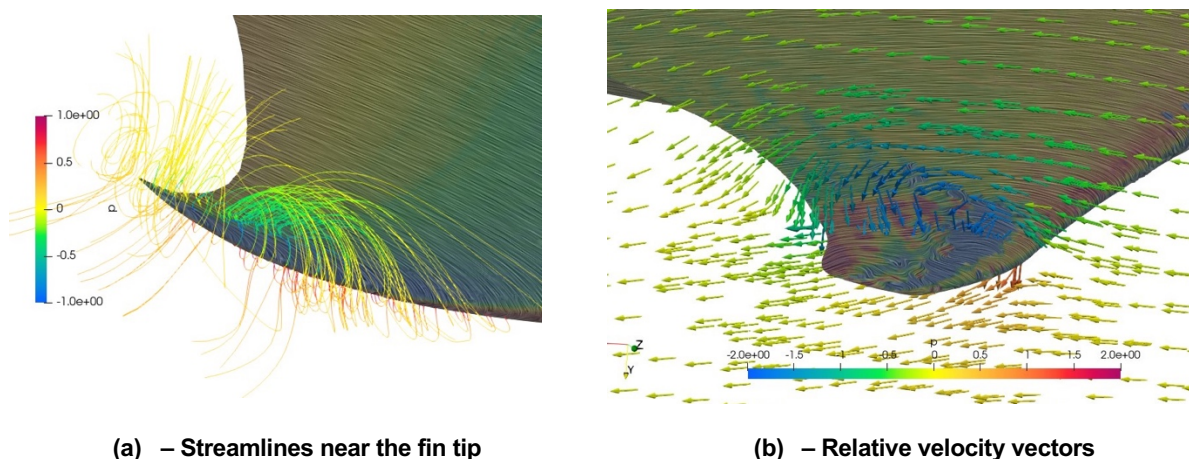 1.0e+00
0.5
0
-0.5
-1.0e+00
p
Z
Y
p
-2.0e+00 -1.5 -1 -0.5 0 0.5 1 1.5 2.0e+00
(a) – Streamlines near the fin tip
(b) – Relative velocity vectors